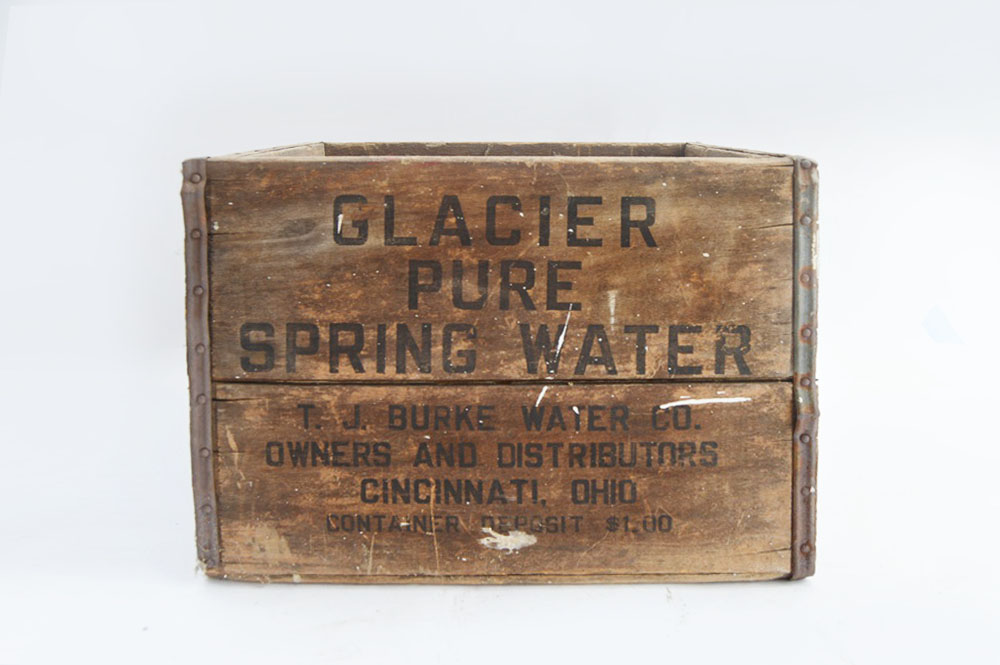 GLACIER
PURE
SPRING WATER
T. J. BURKE WATER CO.
OWNERS AND DISTRIBUTORS
CINCINNATI, OHIO
CONTAINER DEPOSIT $1.00